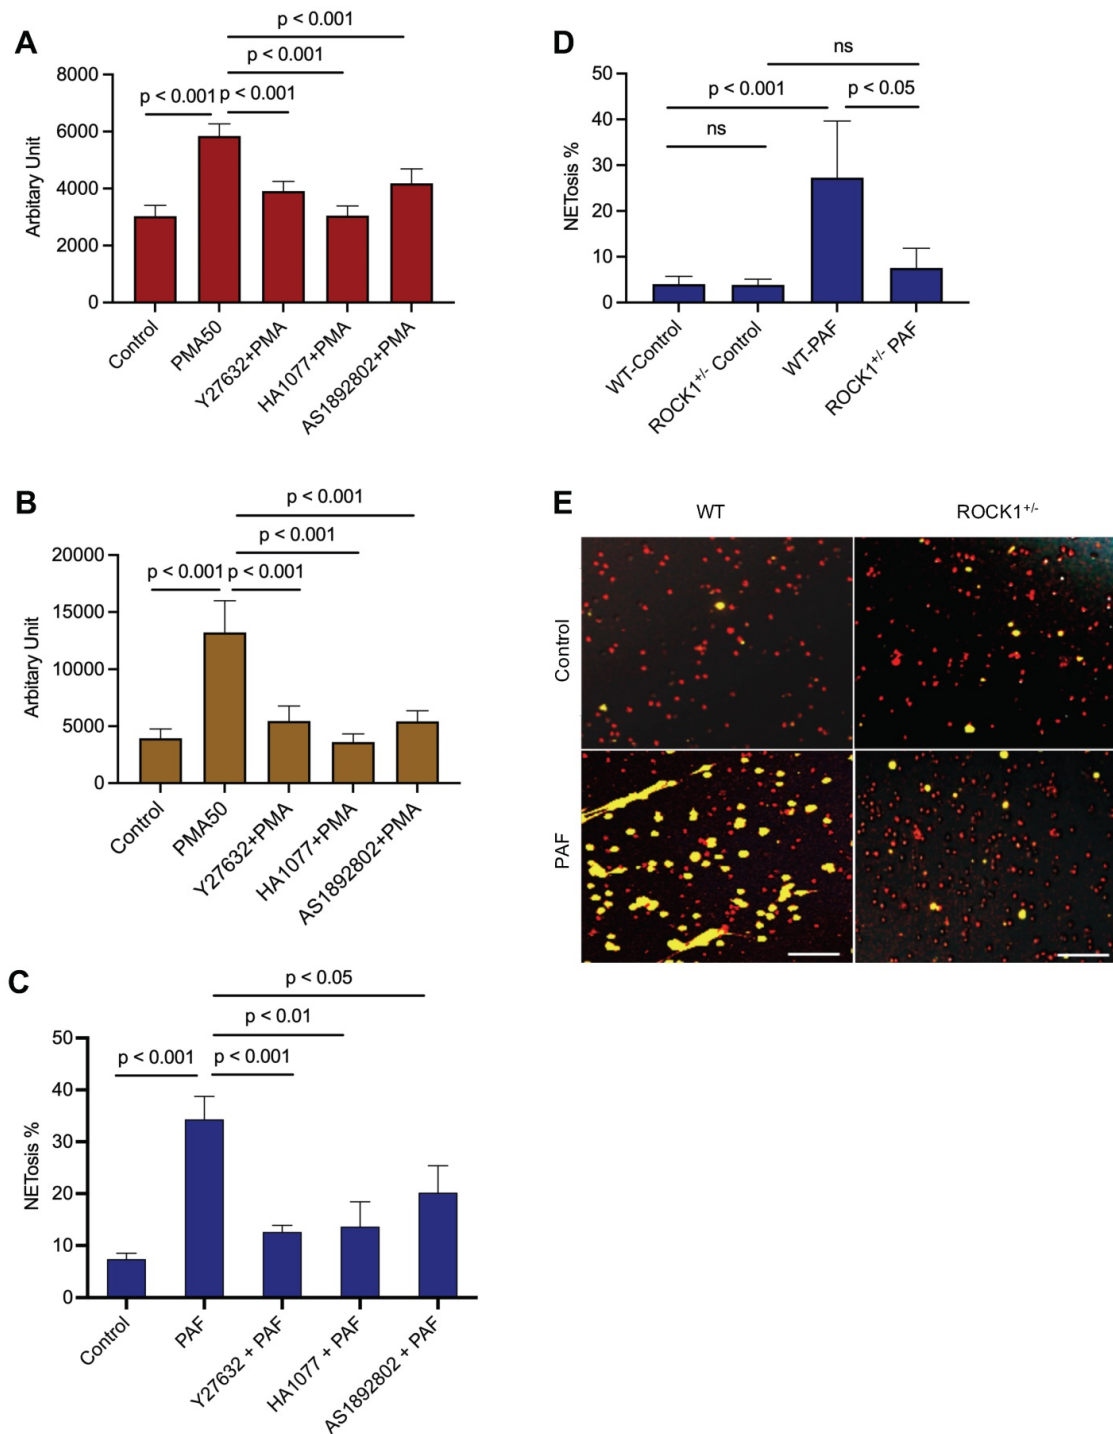 A
p < 0.001
p < 0.001
p < 0.001
p < 0.001
8000
6000
4000
2000
0
Arbitary Unit
Control
PMA50
Y27632+PMA
HA1077+PMA
AS1892802+PMA
B
p < 0.001
p < 0.001
p < 0.001
p < 0.001
20000
15000
10000
5000
0
Arbitary Unit
Control
PMA50
Y27632+PMA
HA1077+PMA
AS1892802+PMA
C
p < 0.05
p < 0.01
p < 0.001
p < 0.001
50
40
30
20
10
0
NETosis %
Control
PAF
Y27632 + PAF
HA1077 + PAF
AS1892802 + PAF
D
ns
p < 0.001
p < 0.05
ns
50
40
30
20
10
0
NETosis %
WT-Control
ROCK1+/- Control
WT-PAF
ROCK1+/- PAF
E
WT
ROCK1+/-
Control
PAF